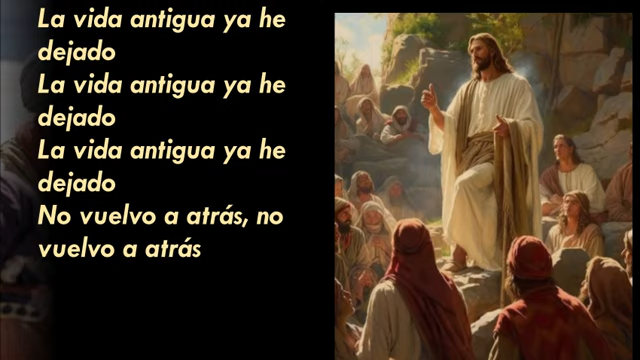 La vida antigua ya he
dejado
La vida antigua ya he
dejado
La vida antigua ya he
dejado
No vuelvo a atrás, no
vuelvo a atrás